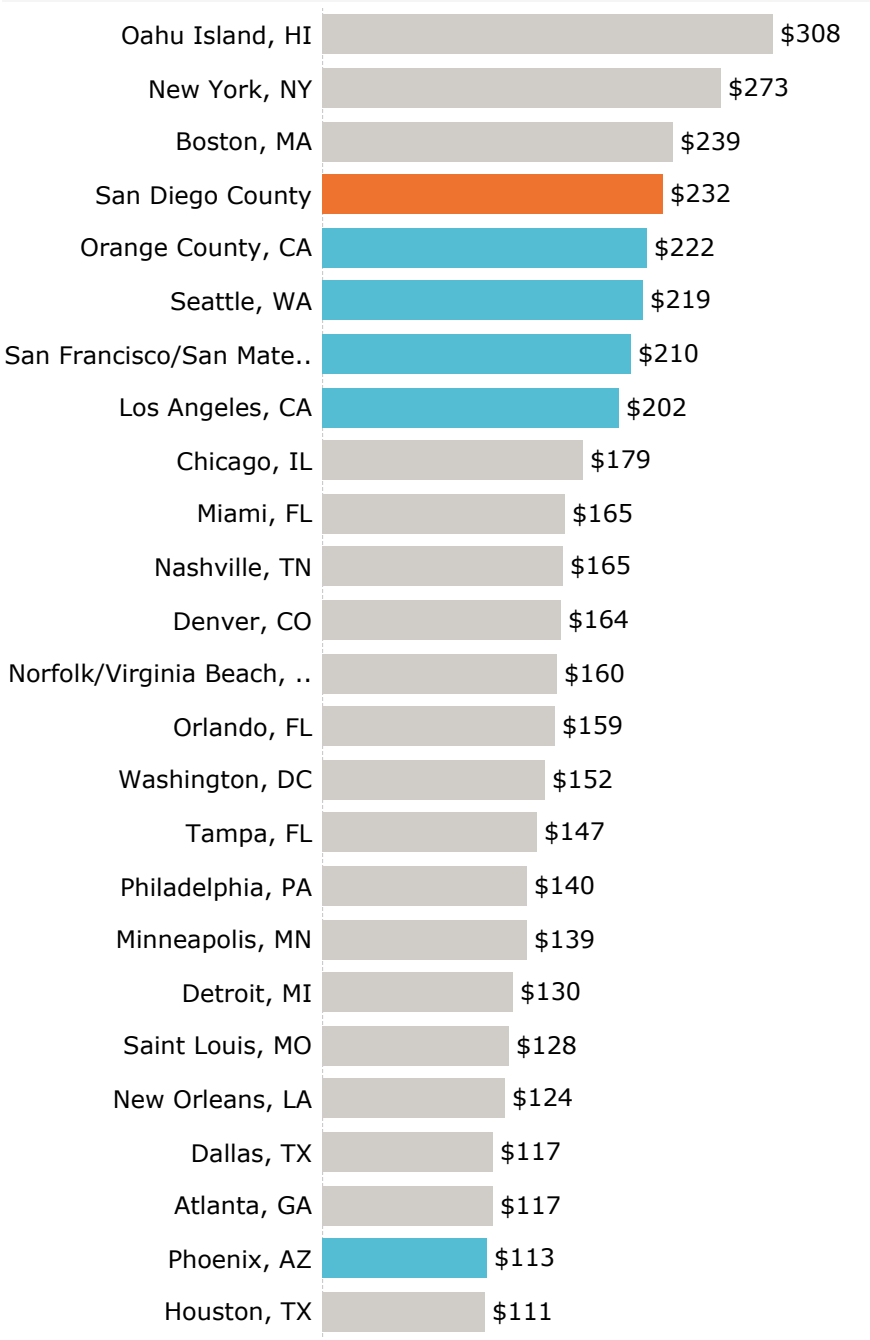 Oahu Island, HI $308
New York, NY $273
Boston, MA $239
San Diego County $232
Orange County, CA $222
Seattle, WA $219
San Francisco/San Mate.. $210
Los Angeles, CA $202
Chicago, IL $179
Miami, FL $165
Nashville, TN $165
Denver, CO $164
Norfolk/Virginia Beach, .. $160
Orlando, FL $159
Washington, DC $152
Tampa, FL $147
Philadelphia, PA $140
Minneapolis, MN $139
Detroit, MI $130
Saint Louis, MO $128
New Orleans, LA $124
Dallas, TX $117
Atlanta, GA $117
Phoenix, AZ $113
Houston, TX $111